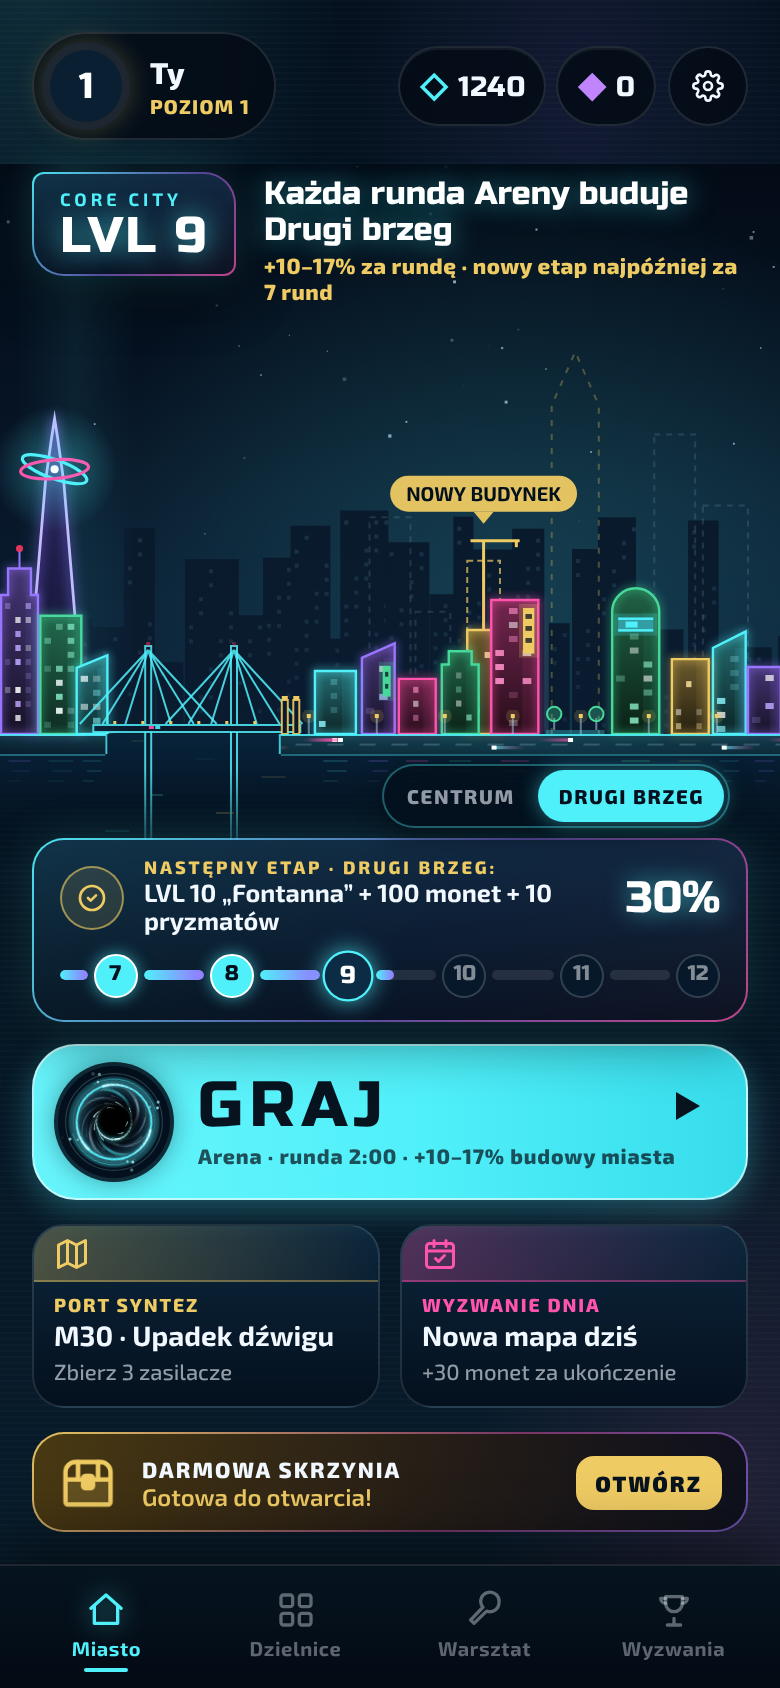 1
Ty
POZIOM 1
1240
0
CORE CITY
LVL 9
Każda runda Areny buduje
Drugi brzeg
+10–17% za rundę · nowy etap najpóźniej za
7 rund
NOWY BUDYNEK
CENTRUM
DRUGI BRZEG
NASTĘPNY ETAP · DRUGI BRZEG:
LVL 10 „Fontanna” + 100 monet + 10
pryzmatów
30%
7
8
9
10
11
12
GRAJ
Arena · runda 2:00 · +10–17% budowy miasta
PORT SYNTEZ
M30 · Upadek dźwigu
Zbierz 3 zasilacze
WYZWANIE DNIA
Nowa mapa dziś
+30 monet za ukończenie
DARMOWA SKRZYNIA
Gotowa do otwarcia!
OTWÓRZ
Miasto
Dzielnice
Warsztat
Wyzwania